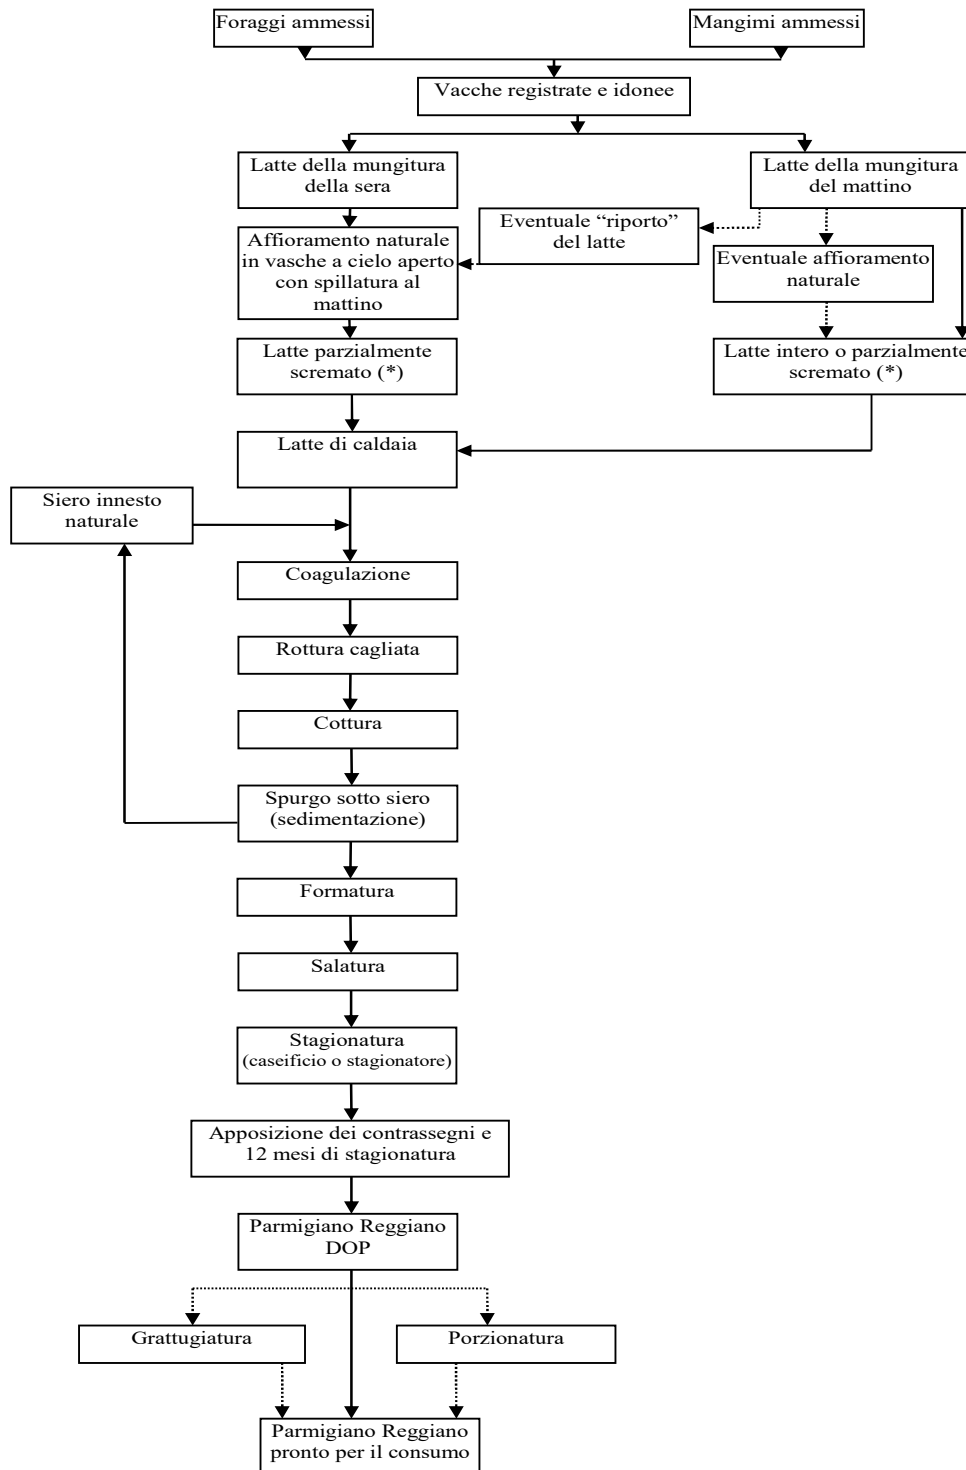 Foraggi ammessi
Mangimi ammessi
Vacche registrate e idonee
Latte della mungitura
della sera
Latte della mungitura
del mattino
Eventuale “riporto”
del latte
Affioramento naturale
in vasche a cielo aperto
con spillatura al
mattino
Eventuale affioramento
naturale
Latte parzialmente
scremato (*)
Latte intero o parzialmente
scremato (*)
Latte di caldaia
Siero innesto
naturale
Coagulazione
Rottura cagliata
Cottura
Spurgo sotto siero
(sedimentazione)
Formatura
Salatura
Stagionatura
(caseificio o stagionatore)
Apposizione dei contrassegni e
12 mesi di stagionatura
Parmigiano Reggiano
DOP
Grattugiatura
Porzionatura
Parmigiano Reggiano
pronto per il consumo